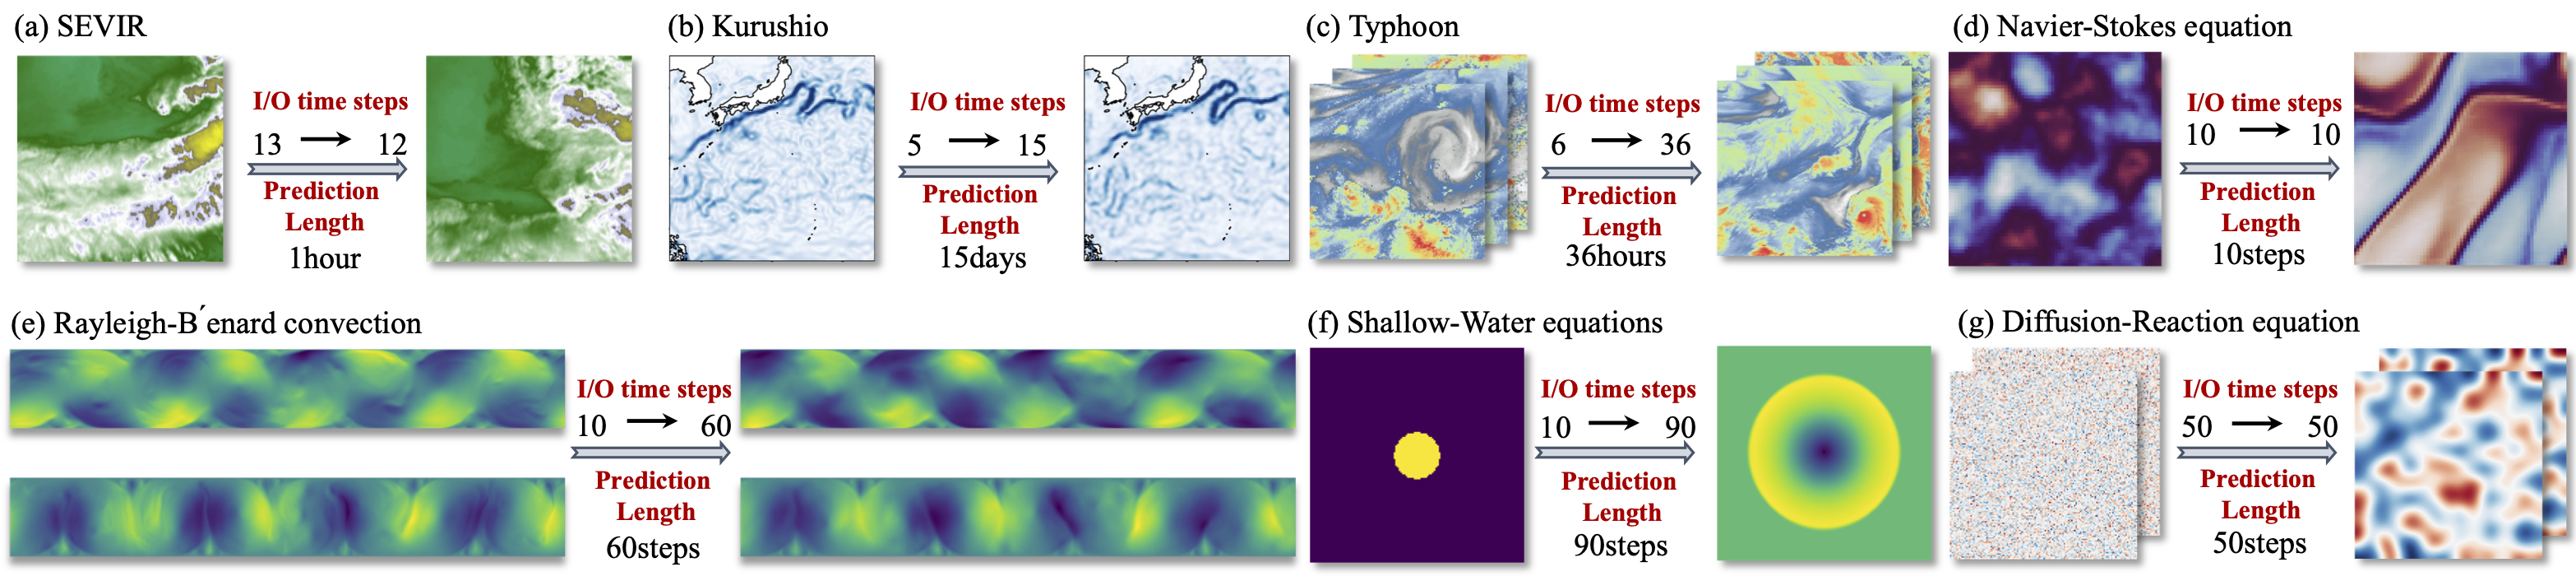 (a) SEVIR
I/O time steps
13 → 12
Prediction
Length
1hour
(b) Kurushio
I/O time steps
5 → 15
Prediction
Length
15days
(c) Typhoon
I/O time steps
6 → 36
Prediction
Length
36hours
(d) Navier-Stokes equation
I/O time steps
10 → 10
Prediction
Length
10steps
(e) Rayleigh-B´enard convection
I/O time steps
10 → 60
Prediction
Length
60steps
(f) Shallow-Water equations
I/O time steps
10 → 90
Prediction
Length
90steps
(g) Diffusion-Reaction equation
I/O time steps
50 → 50
Prediction
Length
50steps